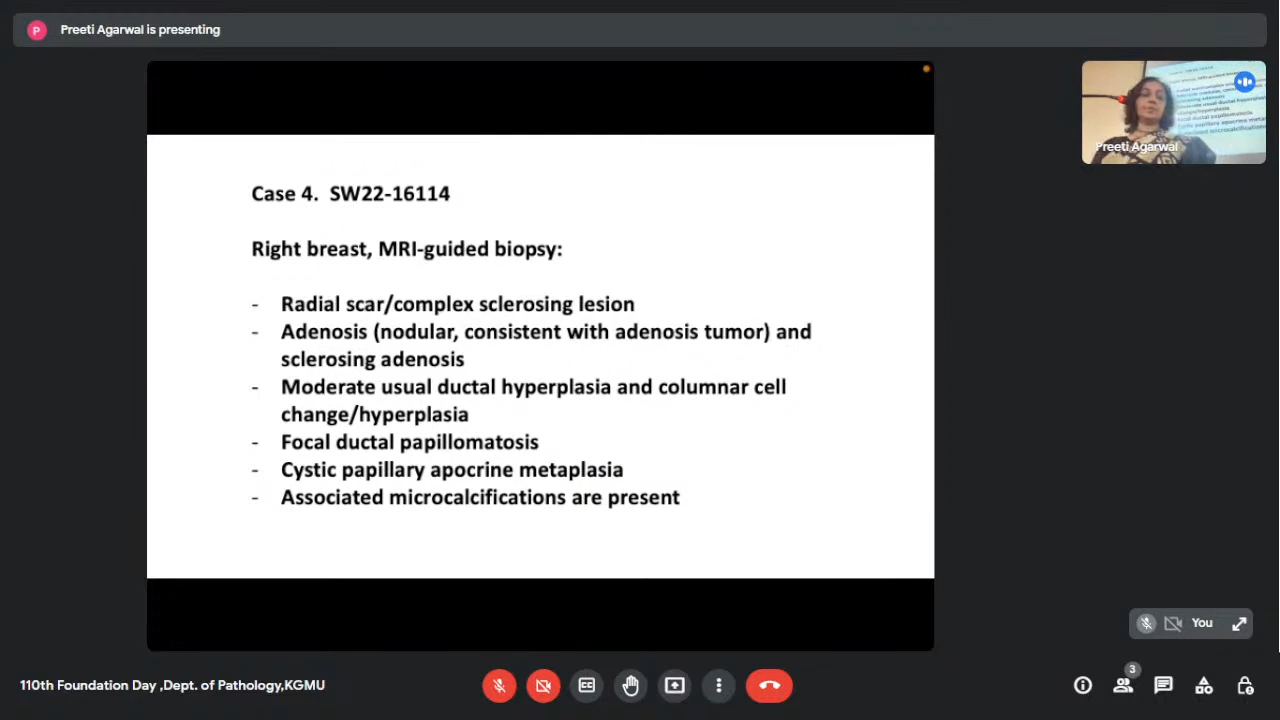 P
Preeti Agarwal is presenting
Preeti Agarwal
Case 4. SW22-16114
Right breast, MRI-guided biopsy:
- Radial scar/complex sclerosing lesion
- Adenosis (nodular, consistent with adenosis tumor) and
sclerosing adenosis
- Moderate usual ductal hyperplasia and columnar cell
change/hyperplasia
- Focal ductal papillomatosis
- Cystic papillary apocrine metaplasia
- Associated microcalcifications are present
You
110th Foundation Day ,Dept. of Pathology,KGMU
CC
3